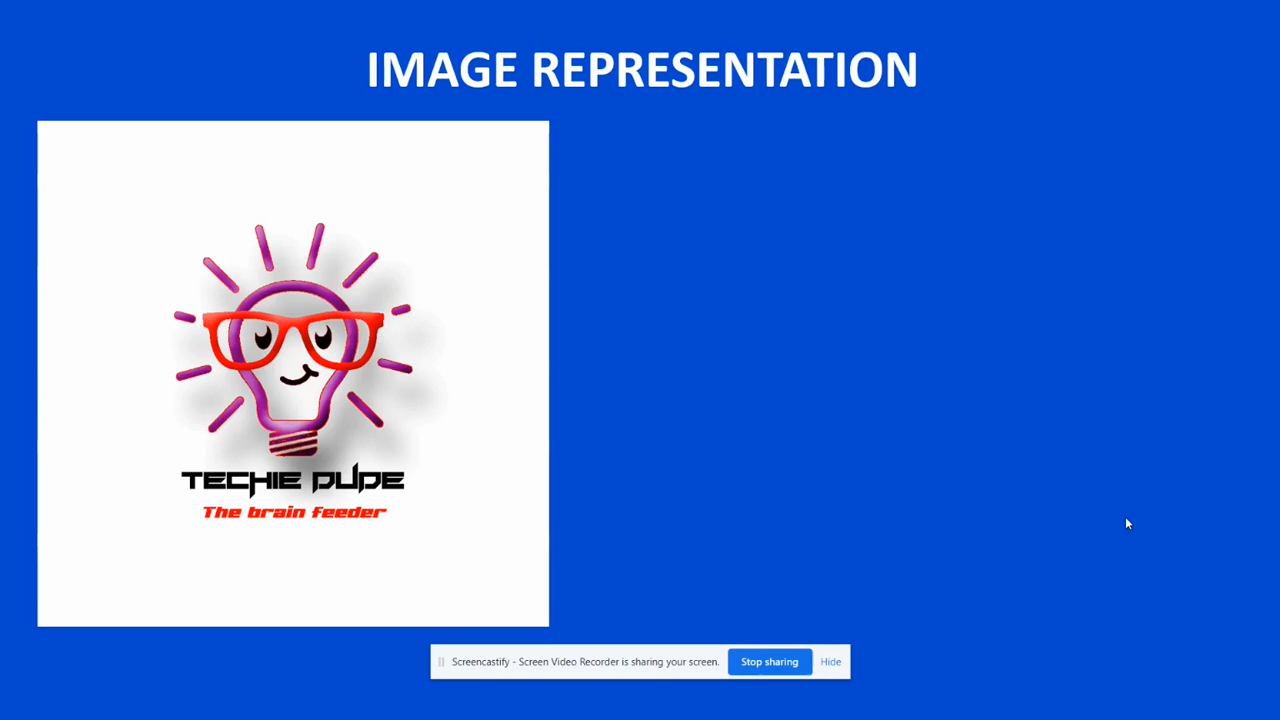 IMAGE REPRESENTATION
TECHIE DUDE
The brain feeder
Screencastify - Screen Video Recorder is sharing your screen. Stop sharing Hide